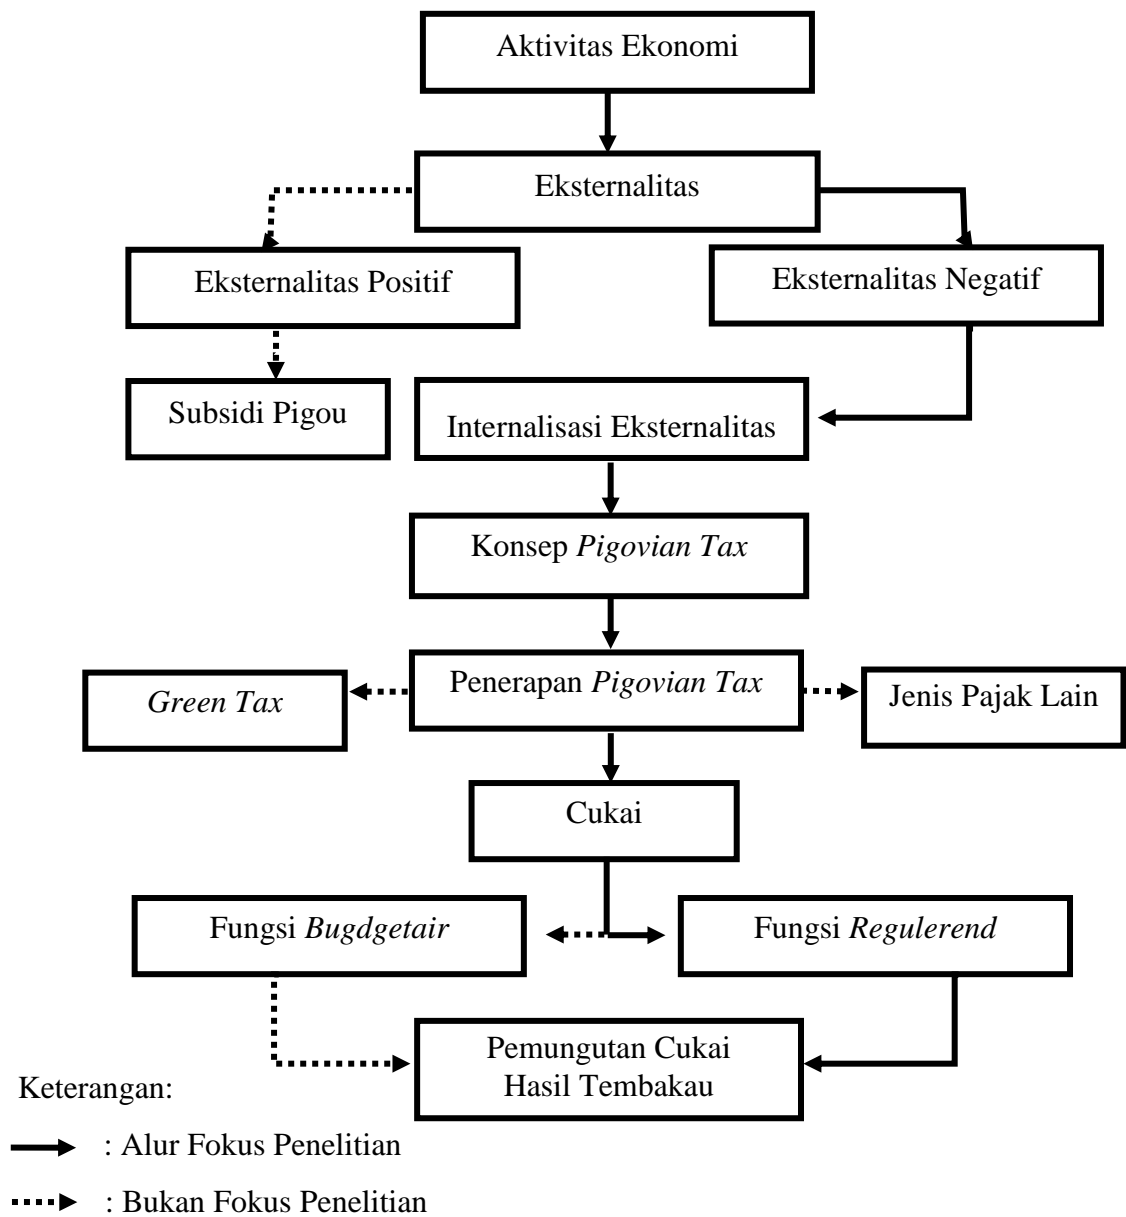 Aktivitas Ekonomi
Eksternalitas
Eksternalitas Positif
Eksternalitas Negatif
Subsidi Pigou
Internalisasi Eksternalitas
Konsep Pigovian Tax
Green Tax
Penerapan Pigovian Tax
Jenis Pajak Lain
Cukai
Fungsi Bugdgetair
Fungsi Regulerend
Pemungutan Cukai
Hasil Tembakau
Keterangan:
: Alur Fokus Penelitian
: Bukan Fokus Penelitian